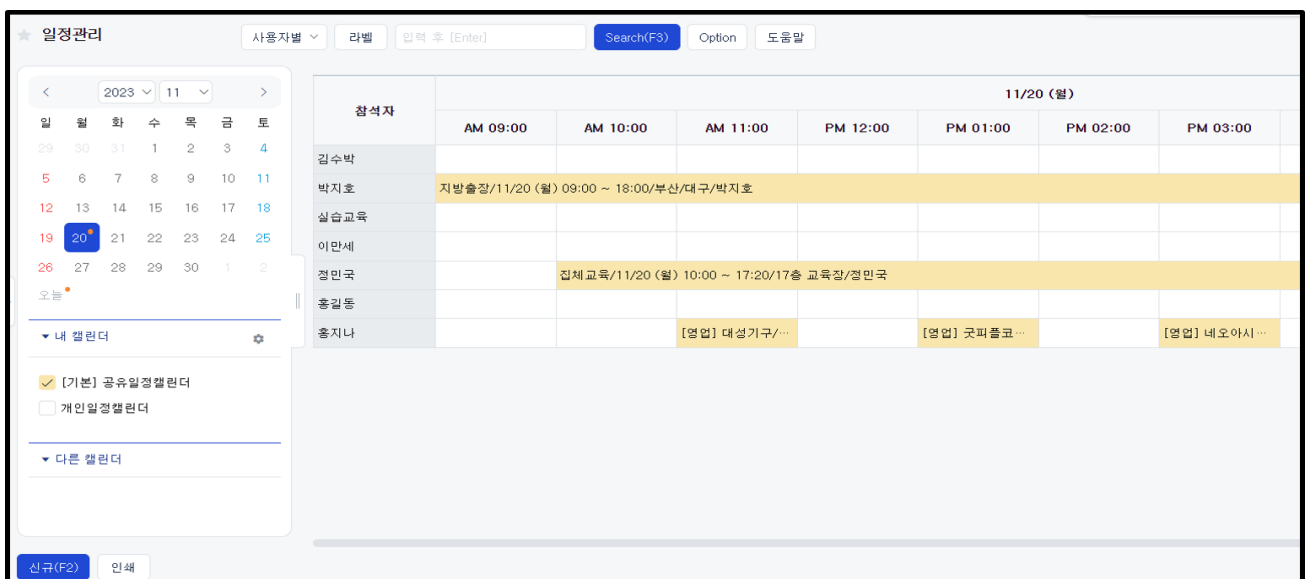 일정관리
사용자별 라벨 입력 후 [Enter] Search(F3) Option 도움말
2023 11
일 월 화 수 목 금 토
29 30 31 1 2 3 4
5 6 7 8 9 10 11
12 13 14 15 16 17 18
19 20 21 22 23 24 25
26 27 28 29 30 1 2
오늘
내 캘린더
[기본] 공유일정캘린더
개인일정캘린더
다른 캘린더
신규(F2) 인쇄
참석자 11/20 (월)
AM 09:00 AM 10:00 AM 11:00 PM 12:00 PM 01:00 PM 02:00 PM 03:00
김수박
박지호 지방출장/11/20 (월) 09:00 ~ 18:00/부산/대구/박지호
실습교육
이만세
정민국 집체교육/11/20 (월) 10:00 ~ 17:20/17층 교육장/정민국
홍길동
홍지나 [영업] 대성기구/… [영업] 굿피플코… [영업] 네오아시…